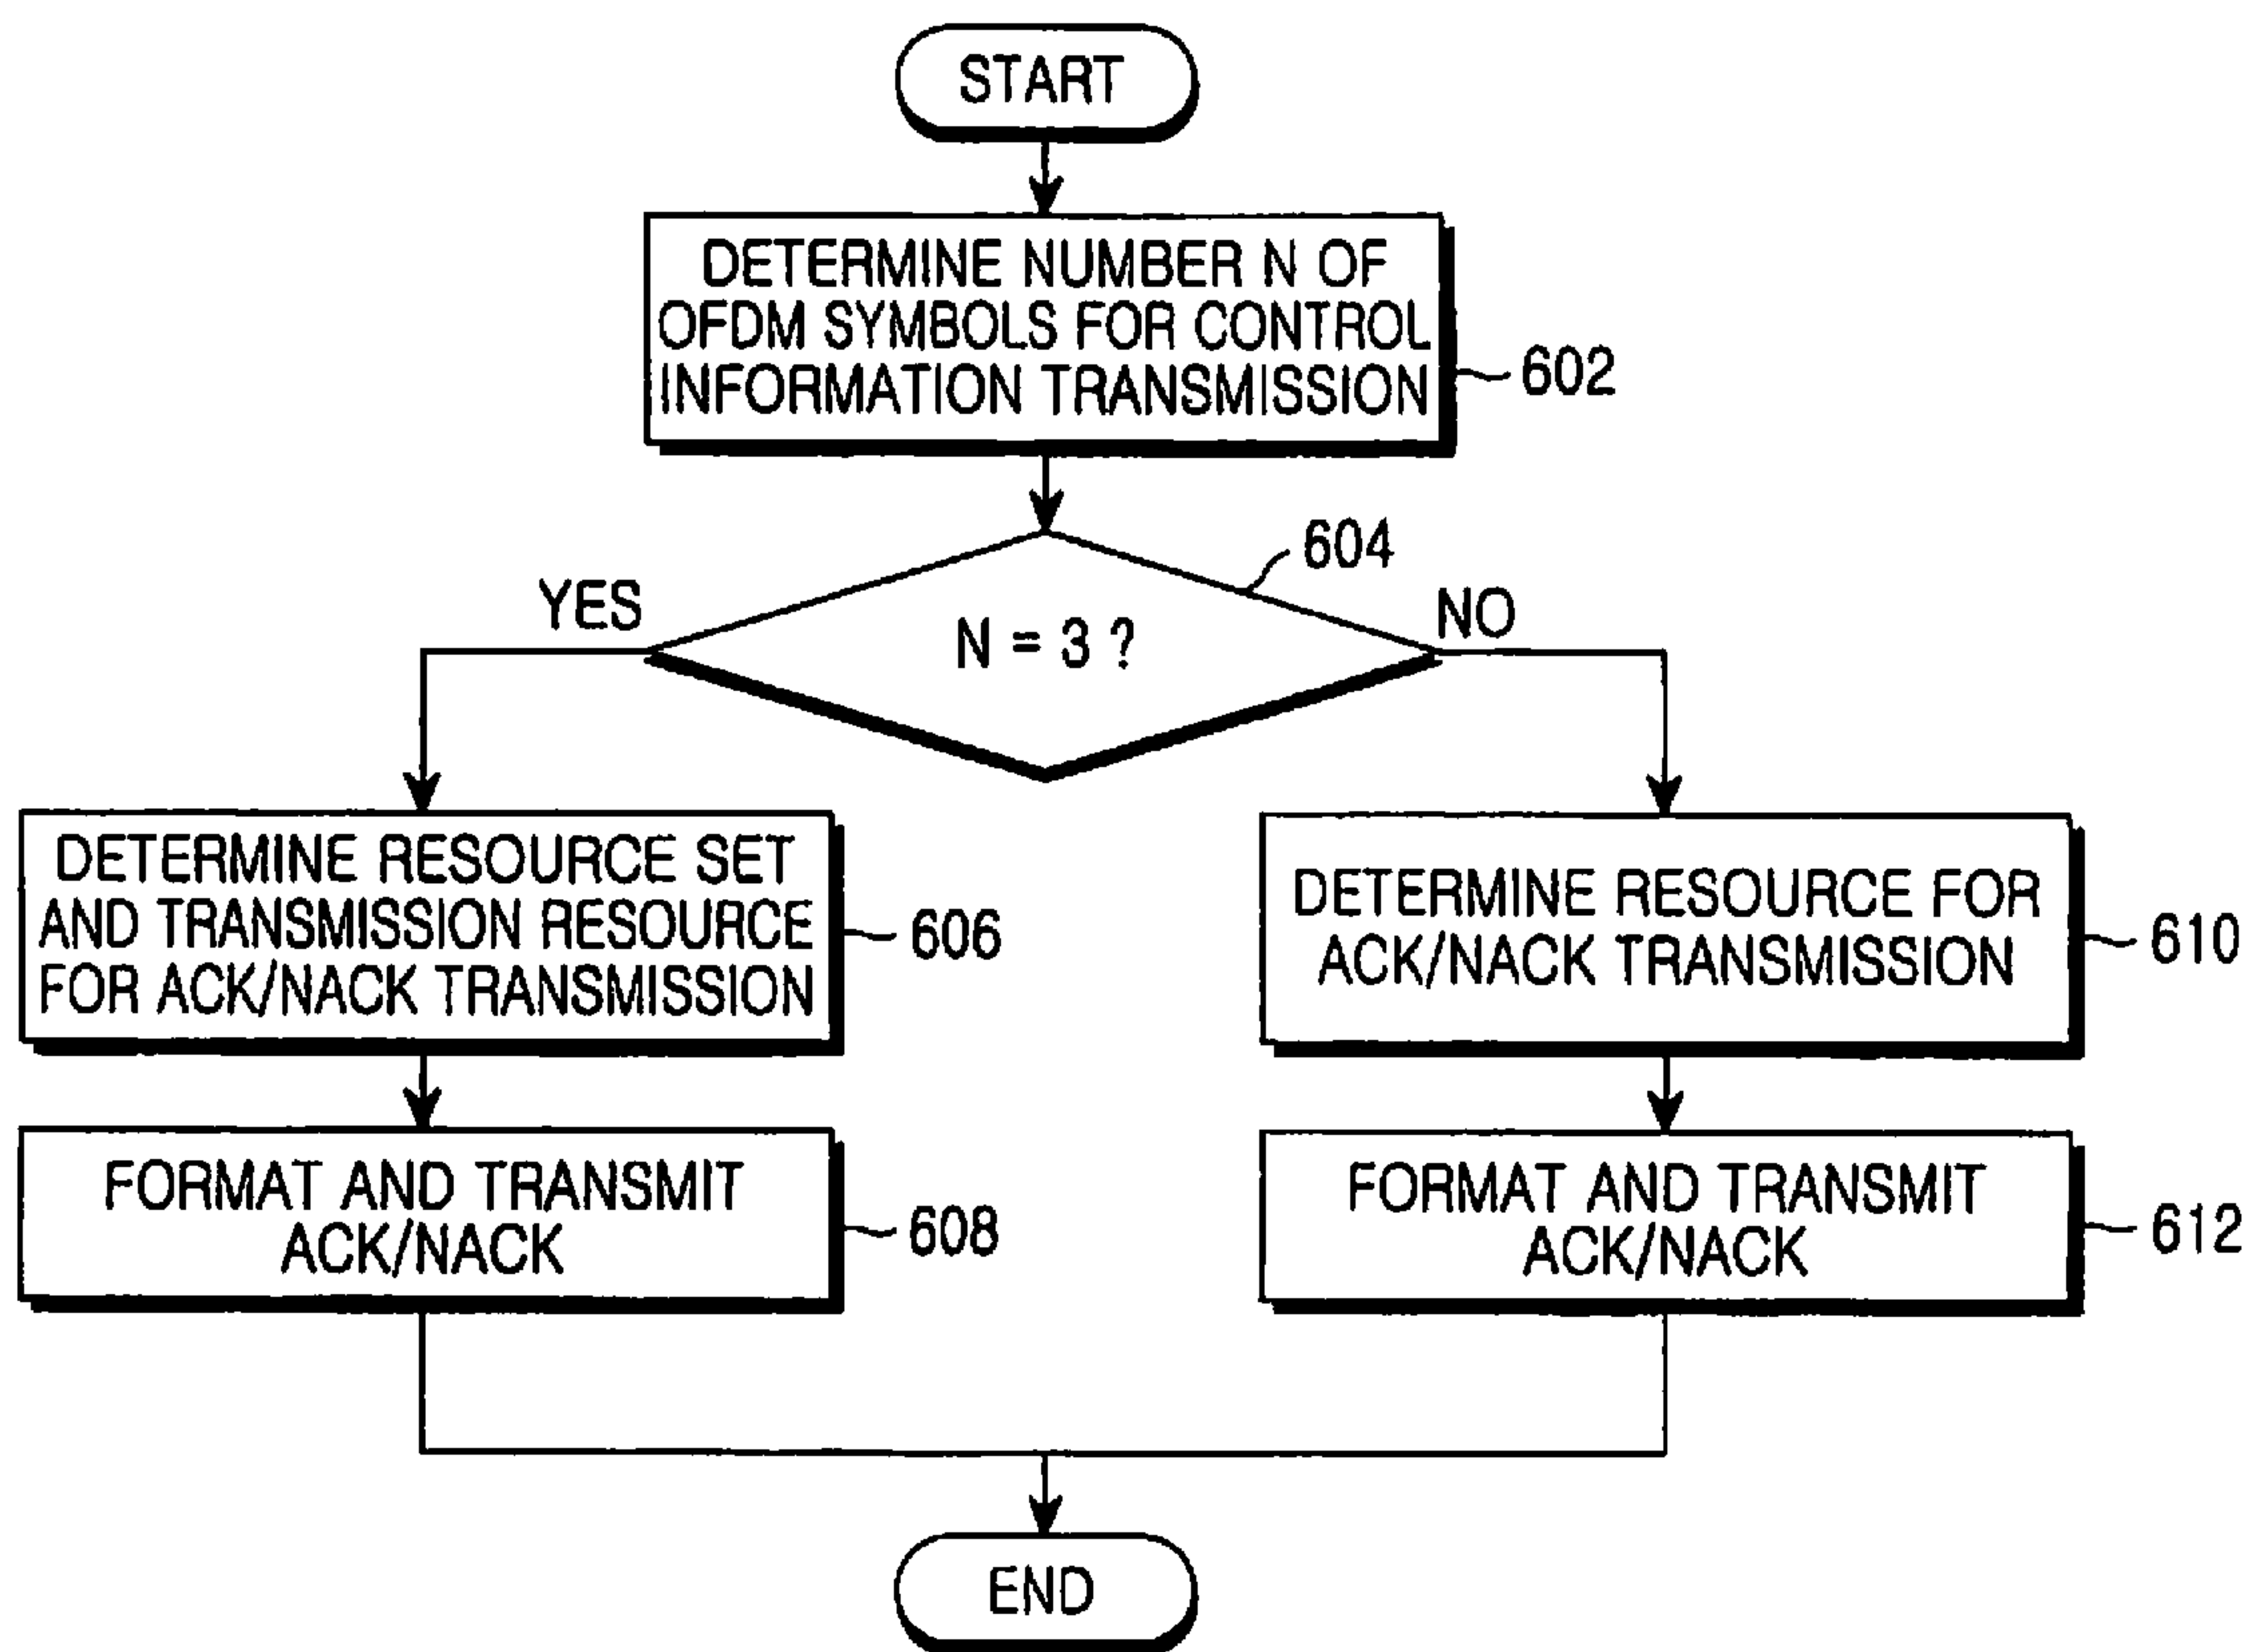 START
DETERMINE NUMBER N OF
OFDM SYMBOLS FOR CONTROL
INFORMATION TRANSMISSION
602
604
YES
N = 3 ?
NO
DETERMINE RESOURCE SET
AND TRANSMISSION RESOURCE
FOR ACK/NACK TRANSMISSION
606
DETERMINE RESOURCE FOR
ACK/NACK TRANSMISSION
610
FORMAT AND TRANSMIT
ACK/NACK
608
FORMAT AND TRANSMIT
ACK/NACK
612
END